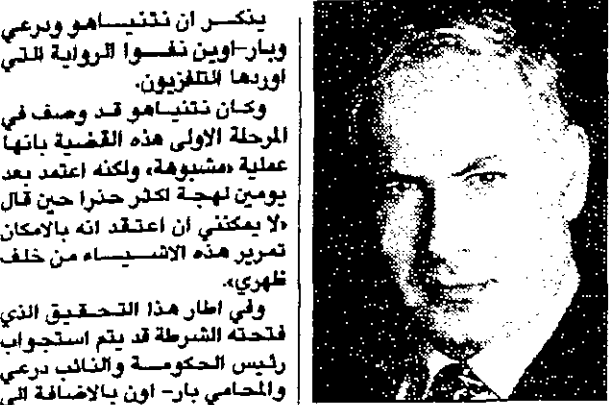 يذكر ان نتنياهو ودرعي
وبار-اوين نفوا الرواية التي
اوردها التلفزيون.
وكان نتنياهو قد وصف في
المرحلة الاولى هذه القضية بانها
عملية «مشبوهة» ولكنه اعتمد بعد
يومين لهجة اكثر حذرا حين قال
«لا يمكنني ان اعتقد انه بالامكان
تمرير هذه الاشياء من خلف
ظهري».
وفي اطار هذا التحقيق الذي
فتحته الشرطة قد يتم استجواب
رئيس الحكومة والنائب درعي
والمحامي بار- اون بالاضافة الى